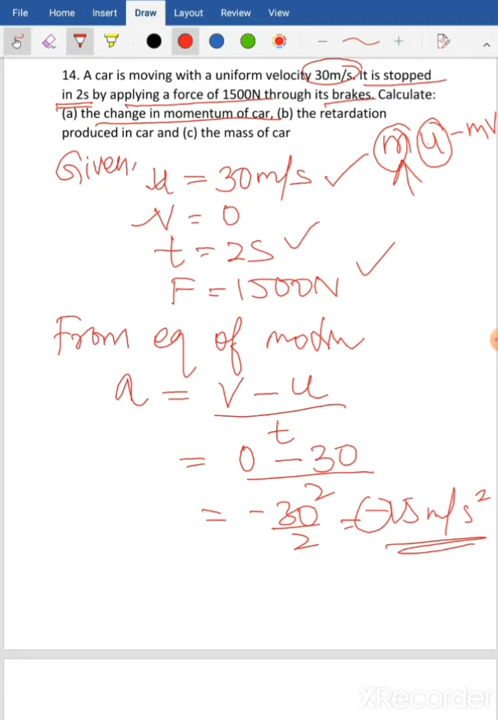 File Home Insert Draw Layout Review View
14. A car is moving with a uniform velocity 30m/s. It is stopped
in 2s by applying a force of 1500N through its brakes. Calculate:
(a) the change in momentum of car, (b) the retardation
produced in car and (c) the mass of car
m u - mv
Given,
u = 30m/s ✓
V = 0
t = 2S ✓
F = 1500N ✓
From eq of
a = V - u
t
= 0 - 30
2
= - 30
2
= (-)15 m/s²
XRecorder